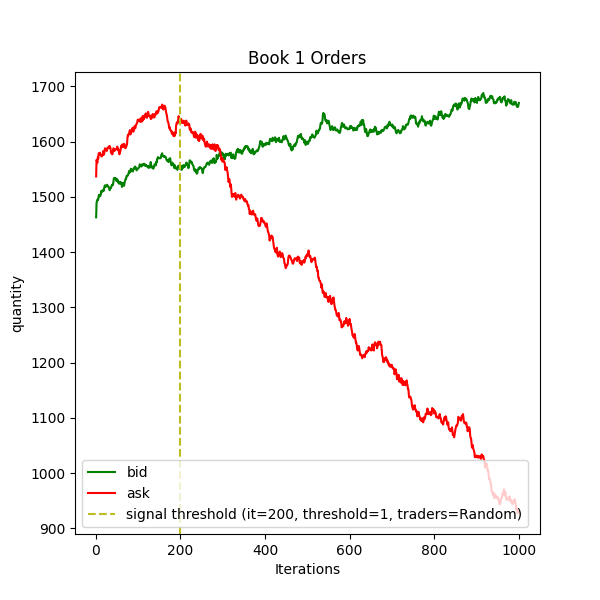 Book 1 Orders
quantity
1700
1600
1500
1400
1300
1200
1100
1000
900
bid
ask
signal threshold (it=200, threshold=1, traders=Random)
0 200 400 600 800 1000
Iterations